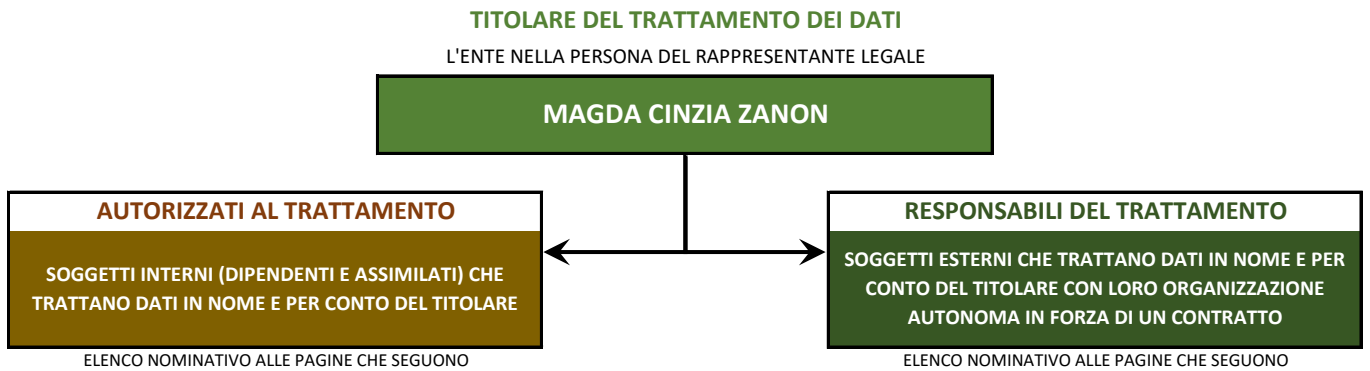 TITOLARE DEL TRATTAMENTO DEI DATI
L'ENTE NELLA PERSONA DEL RAPPRESENTANTE LEGALE
MAGDA CINZIA ZANON
AUTORIZZATI AL TRATTAMENTO
SOGGETTI INTERNI (DIPENDENTI E ASSIMILATI) CHE
TRATTANO DATI IN NOME E PER CONTO DEL TITOLARE
ELENCO NOMINATIVO ALLE PAGINE CHE SEGUONO
RESPONSABILI DEL TRATTAMENTO
SOGGETTI ESTERNI CHE TRATTANO DATI IN NOME E PER
CONTO DEL TITOLARE CON LORO ORGANIZZAZIONE
AUTONOMA IN FORZA DI UN CONTRATTO
ELENCO NOMINATIVO ALLE PAGINE CHE SEGUONO